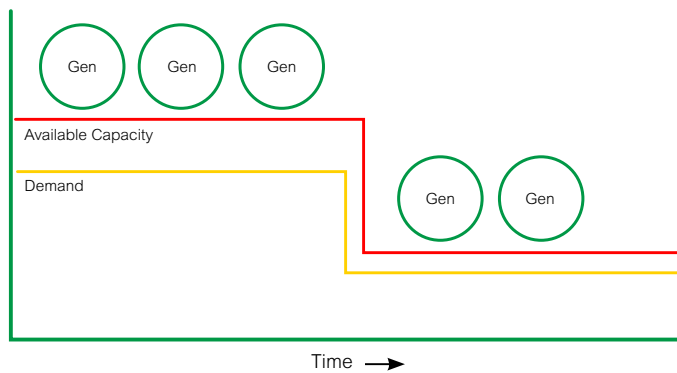 Gen Gen Gen
Available Capacity
Demand
Gen Gen
Time